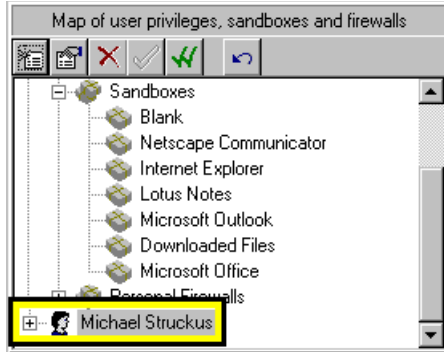 Map of user privileges, sandboxes and firewalls
Sandboxes
Blank
Netscape Communicator
Internet Explorer
Lotus Notes
Microsoft Outlook
Downloaded Files
Microsoft Office
Personal Firewalls
Michael Struckus